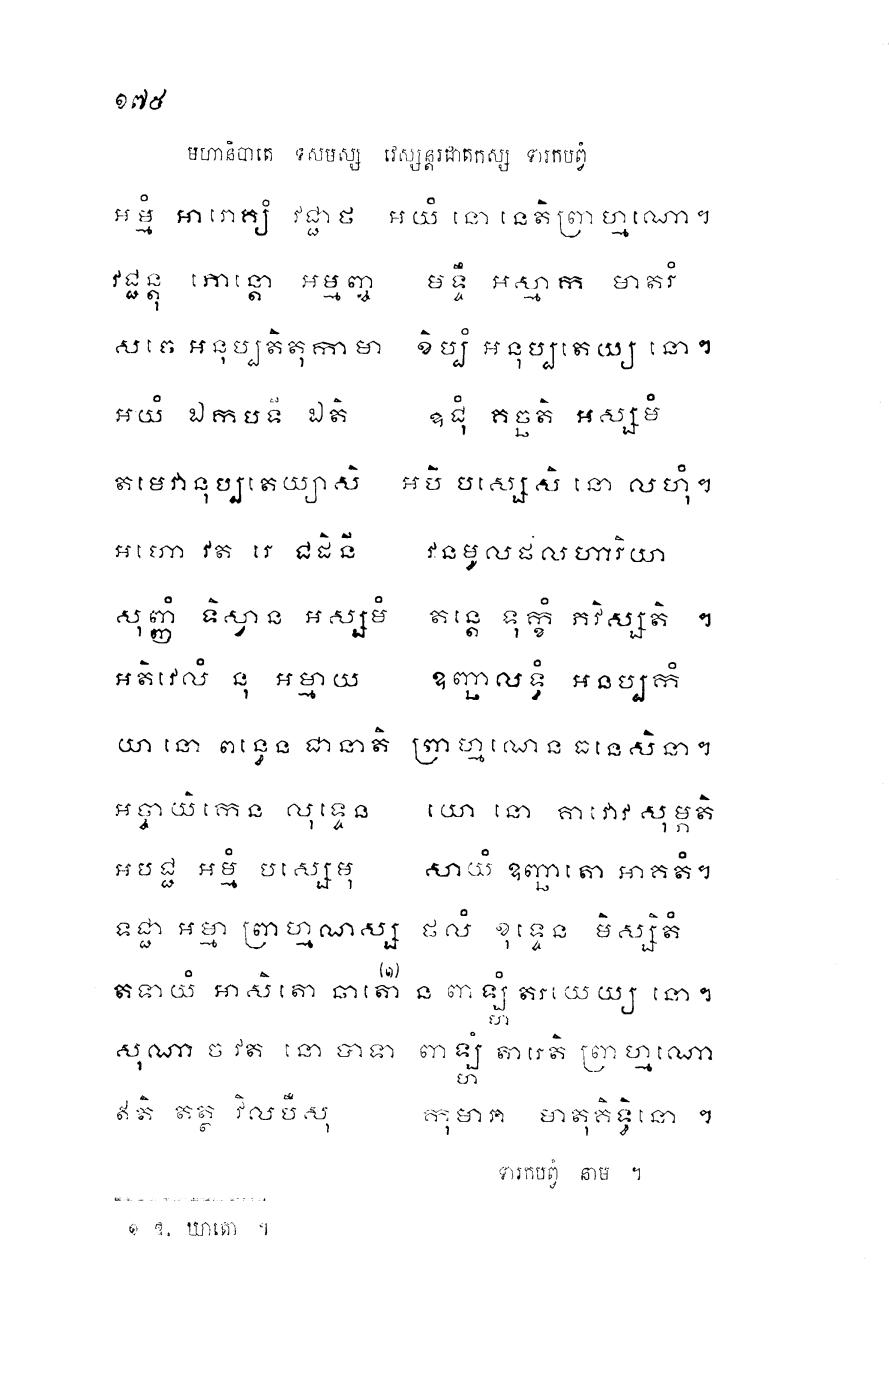 ១៧៥
មហានិបាតេ ទសមស្ស វេស្សន្តរជាតកស្ស ទារកបព្វំ
អម្មំ អារោគ្យំ វជ្ជាថ អយំ នោ នេតិ ព្រាហ្មណោ។
វជ្ជន្តុ ភោន្តោ អម្មញ្ច មទ្ទឹ អស្មាក មាតរំ
សចេ អនុប្បតិតុកាមា ខិប្បំ អនុប្បតេយ្យ នោ។
អយំ ឯកបទី ឯតិ ឧជុំ គច្ឆតិ អស្សមំ
តមេវានុប្បតេយ្យាសិ អបិ បស្សេសិ នោ លហុំ។
អហោ វត រេ ជដិនី វនមូលផលហារិយា
សុញ្ញំ ទិស្វាន អស្សមំ តន្តេ ទុក្ខំ ភវិស្សតិ ។
អតិវេលំ នុ អម្មាយ ឧញ្ឆាលទ្ធំ អនប្បកំ
យា នោ ពន្ធេន ជានាតិ ព្រាហ្មណេន ធនេសិនា។
អច្ចាយិកេន លុទ្ទេន យោ នោ គាវោវ សុម្ភតិ
អបជ្ជ អម្មំ បស្សេមុ សាយំ ឧញ្ឆាតោ អាគតំ។
ទជ្ជា អម្មា ព្រាហ្មណស្ស ផលំ ខុទ្ទេន មិស្សិតំ
តទាយំ អាសិតោ ធាតោ(១) ន ពាឡ្ហំ តរយេយ្យ នោ។
សុណា ច វត នោ បាទា ពាឡ្ហំ តារេតិ ព្រាហ្មណោ
ឥតិ តត្ថ វិលបឹសុ កុមារា មាតុគិទ្ធិនោ ។
ទារកបព្វំ នាម ។
១ ឱ. ឃាតោ ។